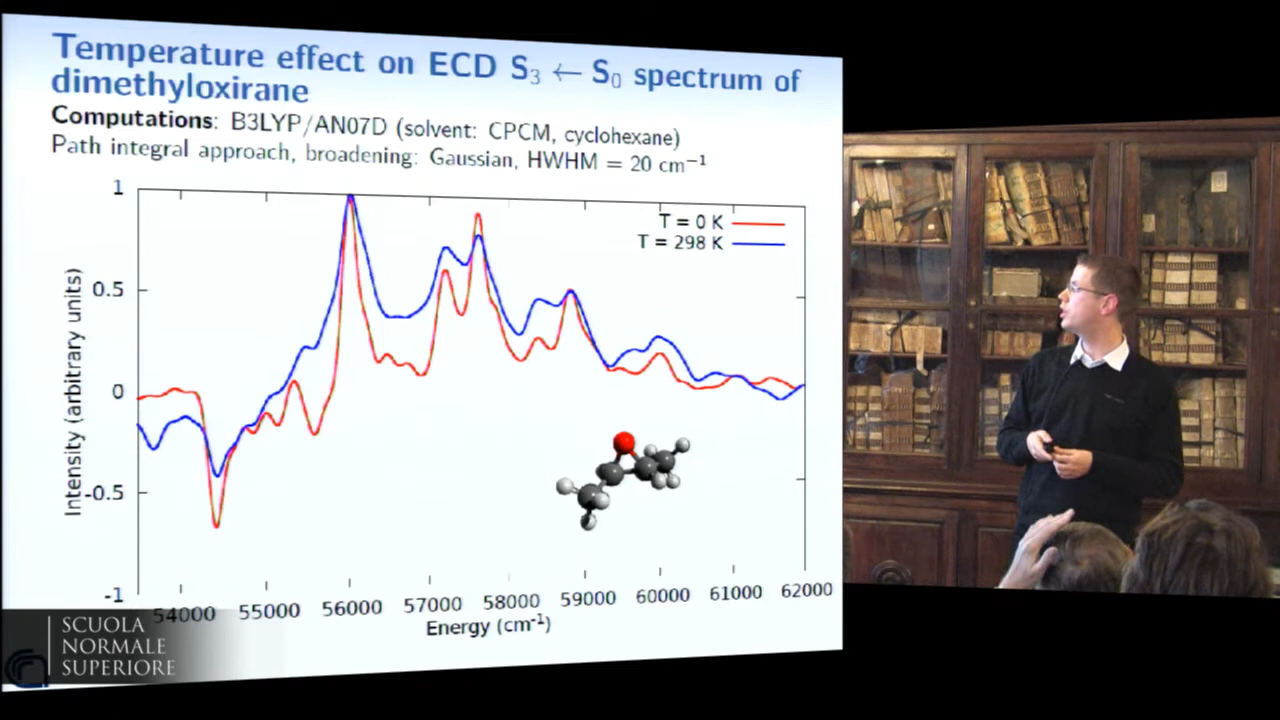 Temperature effect on ECD S₃ ← S₀ spectrum of
dimethyloxirane
Computations: B3LYP/AN07D (solvent: CPCM, cyclohexane)
Path integral approach, broadening: Gaussian, HWHM = 20 cm⁻¹
1
0.5
0
-0.5
-1
Intensity (arbitrary units)
T = 0 K
T = 298 K
54000 55000 56000 57000 58000 59000 60000 61000 62000
Energy (cm⁻¹)
SCUOLA
NORMALE
SUPERIORE